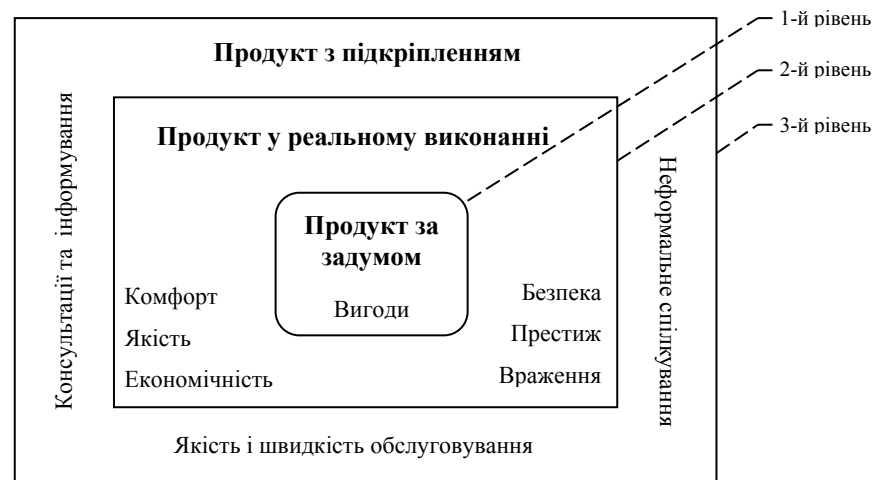 1-й рівень
Продукт з підкріпленням
2-й рівень
3-й рівень
Продукт у реальному виконанні
Консультації та інформування
Неформальне спілкування
Продукт за
задумом
Вигоди
Комфорт
Якість
Економічність
Безпека
Престиж
Враження
Якість і швидкість обслуговування